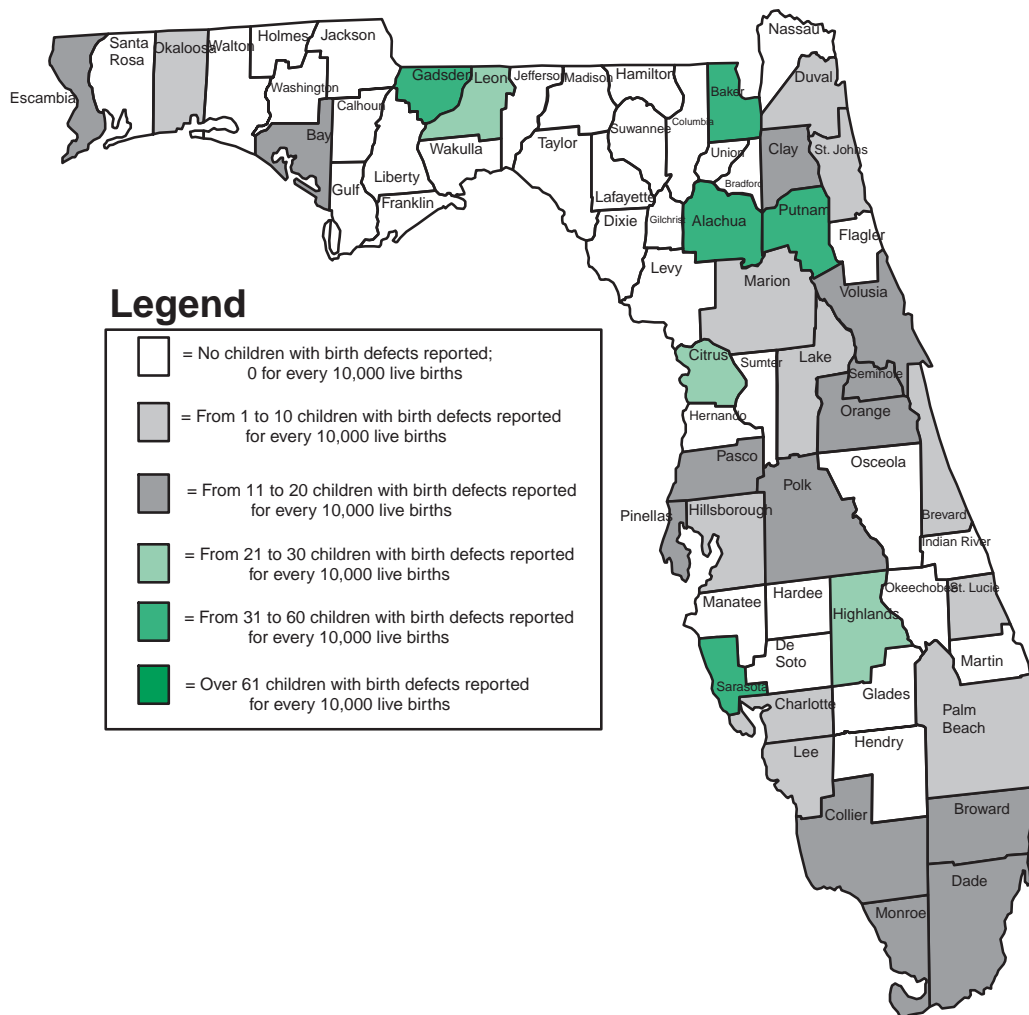 Nassau
Holmes
Jackson
Santa
Rosa
Okaloosa
Walton
Duval
Gadsden
Leon
Jefferson
Madison
Hamilton
Baker
Washington
Escambia
Calhoun
Columbia
Suwannee
Bay
Taylor
Wakulla
Union
Clay
St. Johns
Liberty
Bradford
Gulf
Lafayette
Franklin
Putnam
Dixie
Gilchrist
Alachua
Flagler
Levy
Marion
Volusia
Legend
= No children with birth defects reported;
0 for every 10,000 live births
= From 1 to 10 children with birth defects reported
for every 10,000 live births
= From 11 to 20 children with birth defects reported
for every 10,000 live births
= From 21 to 30 children with birth defects reported
for every 10,000 live births
= From 31 to 60 children with birth defects reported
for every 10,000 live births
= Over 61 children with birth defects reported
for every 10,000 live births
Citrus
Sumter
Lake
Seminole
Hernando
Orange
Pasco
Osceola
Polk
Hillsborough
Pinellas
Brevard
Indian River
Manatee
Hardee
Okeechobee
St. Lucie
Highlands
De
Soto
Martin
Sarasota
Glades
Charlotte
Palm
Beach
Lee
Hendry
Collier
Broward
Dade
Monroe